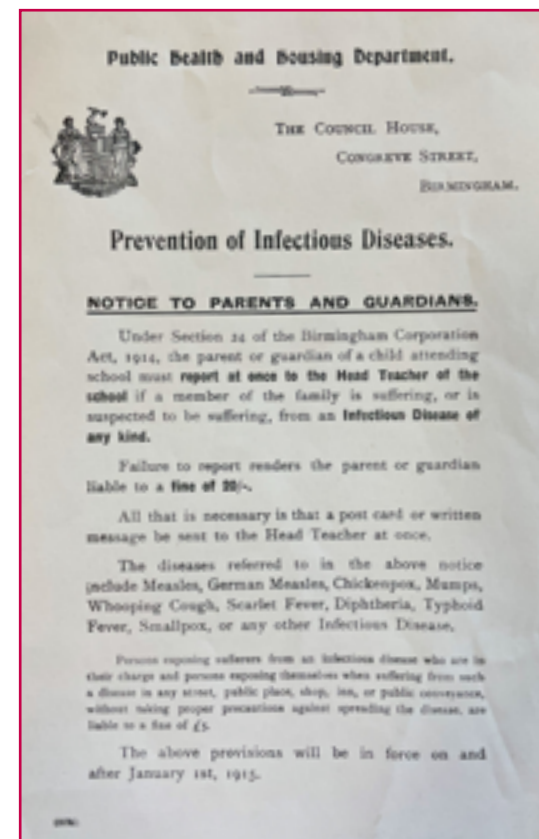 Public Health and Housing Department.
THE COUNCIL HOUSE,
CONGREVE STREET,
BIRMINGHAM.
Prevention of Infectious Diseases.
NOTICE TO PARENTS AND GUARDIANS.
Under Section 24 of the Birmingham Corporation
Act, 1914, the parent or guardian of a child attending
school must report at once to the Head Teacher of the
school if a member of the family is suffering, or is
suspected to be suffering, from an Infectious Disease of
any kind.
Failure to report renders the parent or guardian
liable to a fine of 20/-.
All that is necessary is that a post card or written
message be sent to the Head Teacher at once.
The diseases referred to in the above notice
include Measles, German Measles, Chickenpox, Mumps,
Whooping Cough, Scarlet Fever, Diphtheria, Typhoid
Fever, Smallpox, or any other Infectious Disease.
Persons exposing sufferers from an infectious disease who are in
their charge and persons exposing themselves when suffering from such
a disease in any street, public place, shop, inn, or public conveyance,
without taking proper precautions against spreading the disease, are
liable to a fine of £5.
The above provisions will be in force on and
after January 1st, 1915.